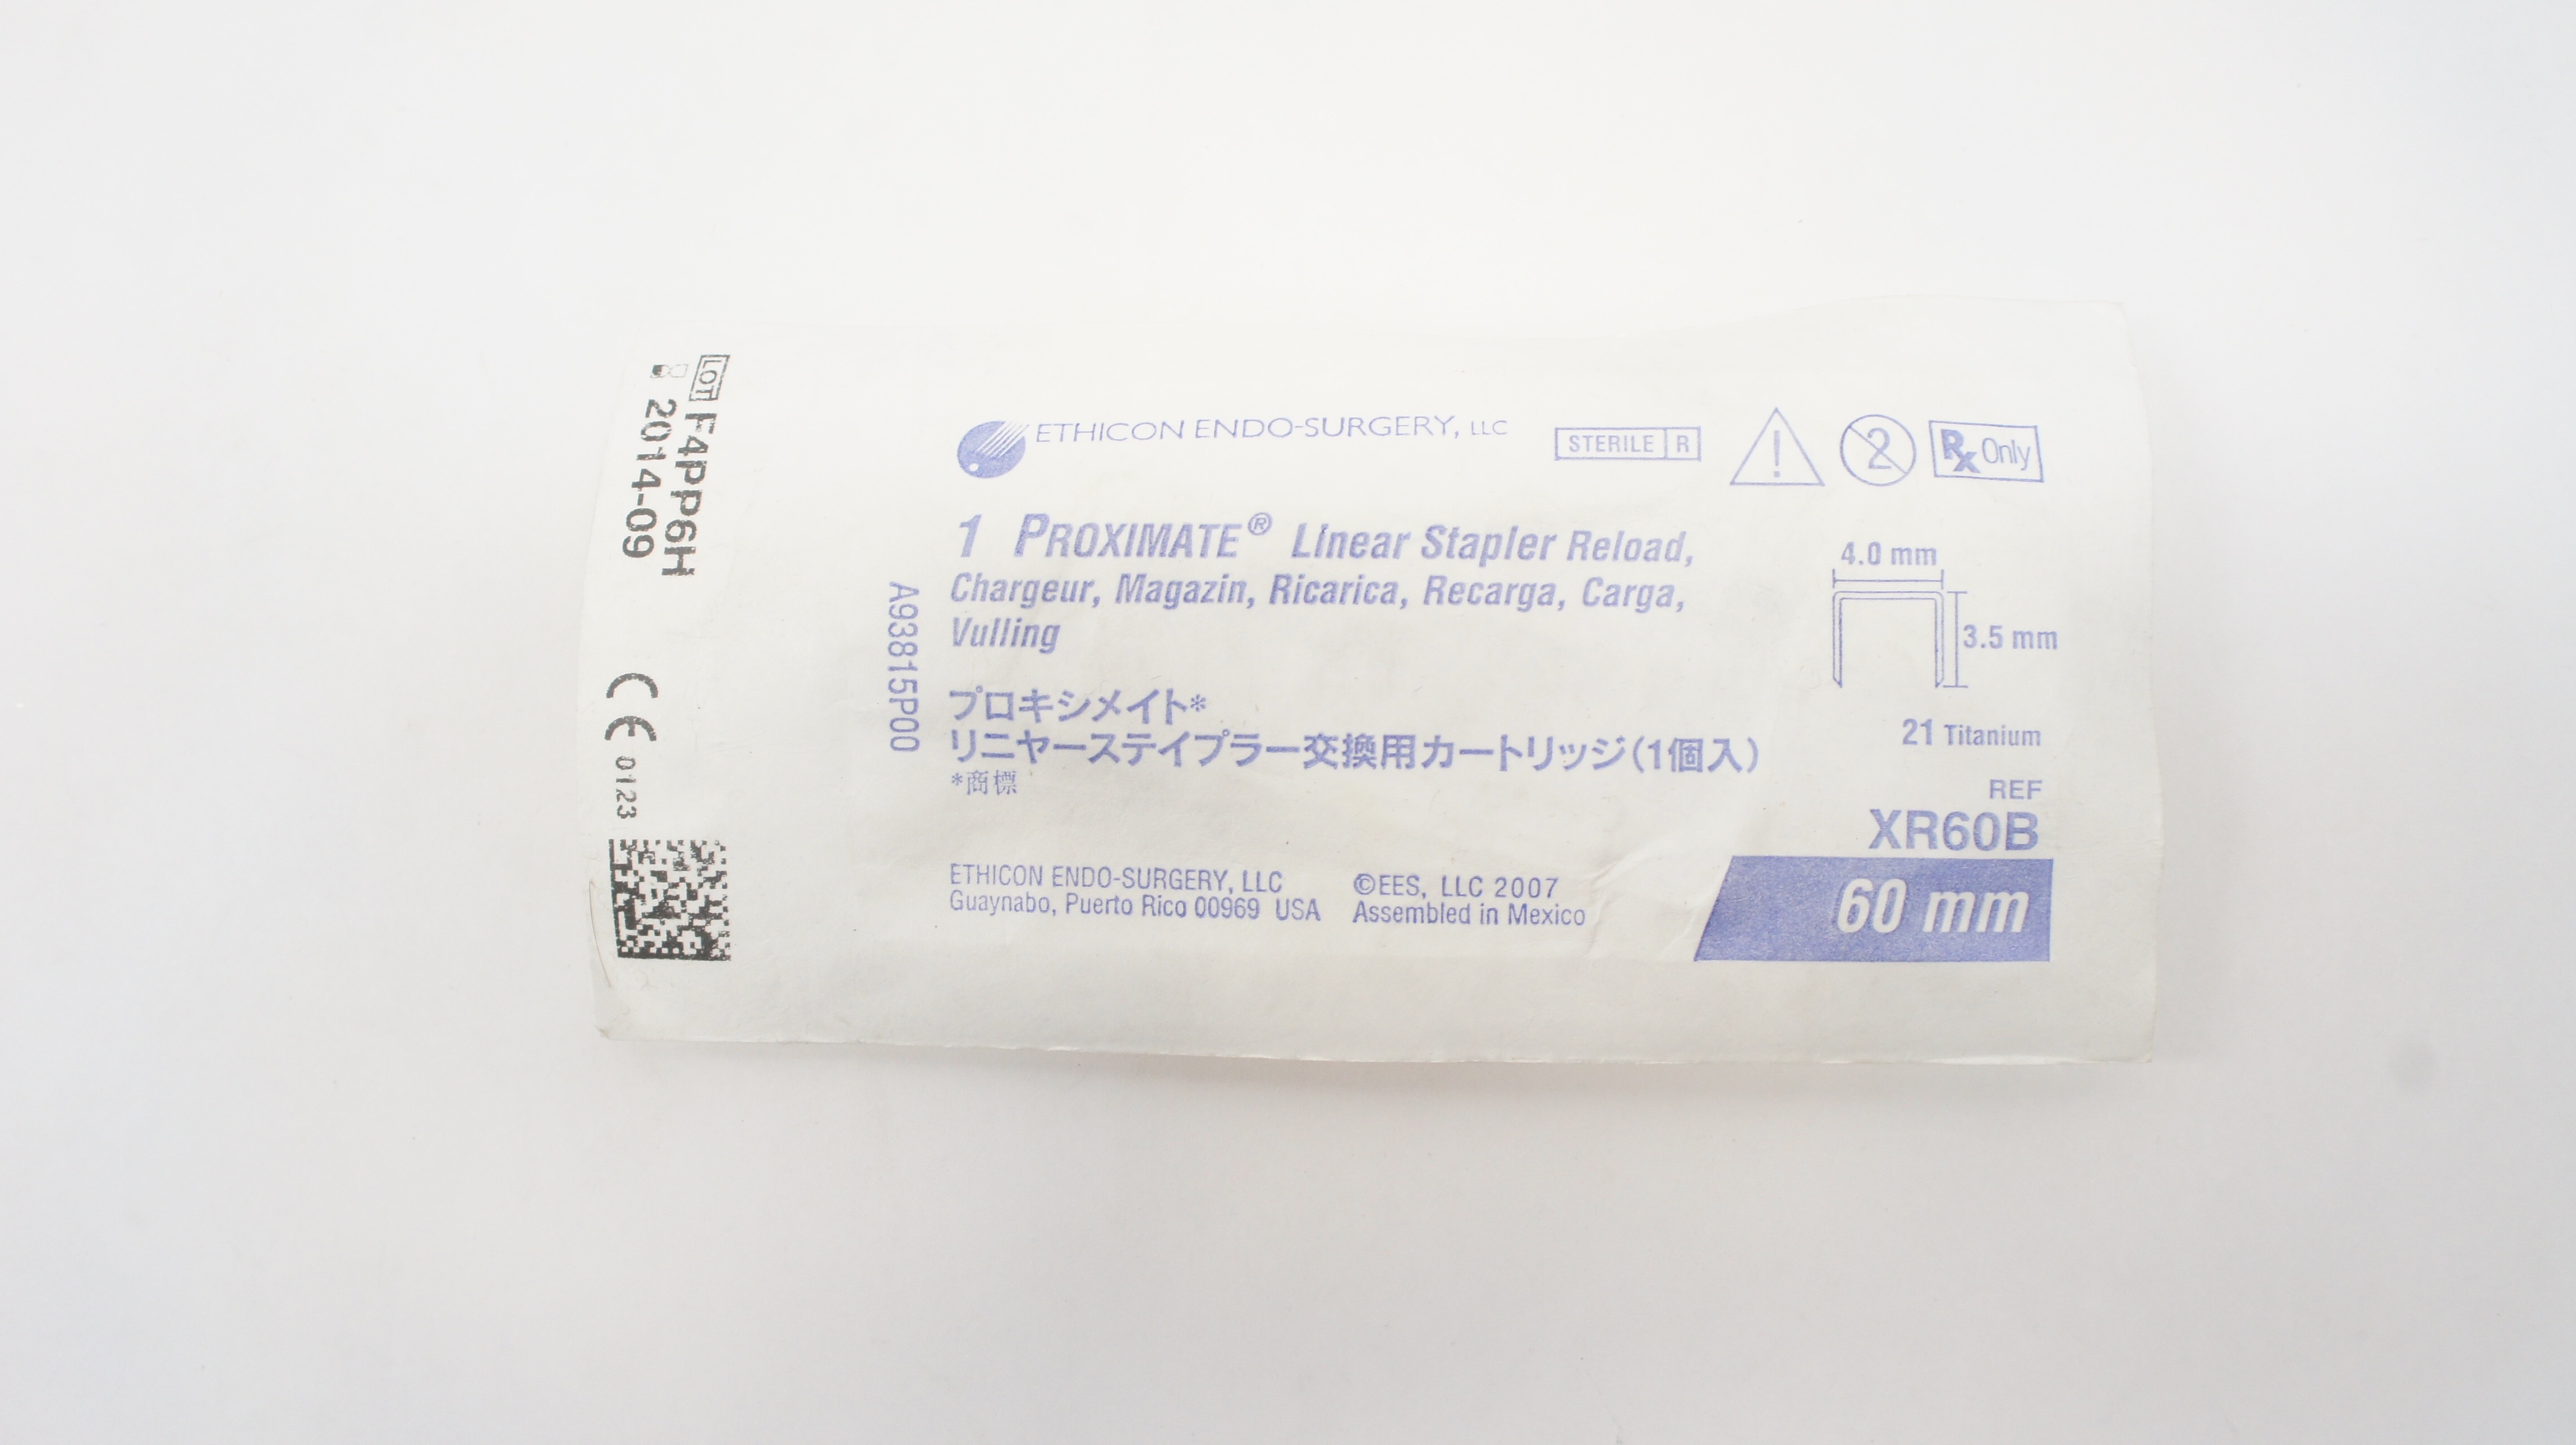 LOT F4PP6H
2014-09
CE 0123
A93815P00
ETHICON ENDO-SURGERY, LLC
STERILE R
2
Rx Only
1 PROXIMATE® Linear Stapler Reload,
Chargeur, Magazin, Ricarica, Recarga, Carga,
Vulling
プロキシメイト*
リニヤーステイプラー交換用カートリッジ(1個入)
*商標
4.0 mm
3.5 mm
21 Titanium
REF
XR60B
60 mm
ETHICON ENDO-SURGERY, LLC
Guaynabo, Puerto Rico 00969 USA
©EES, LLC 2007
Assembled in Mexico